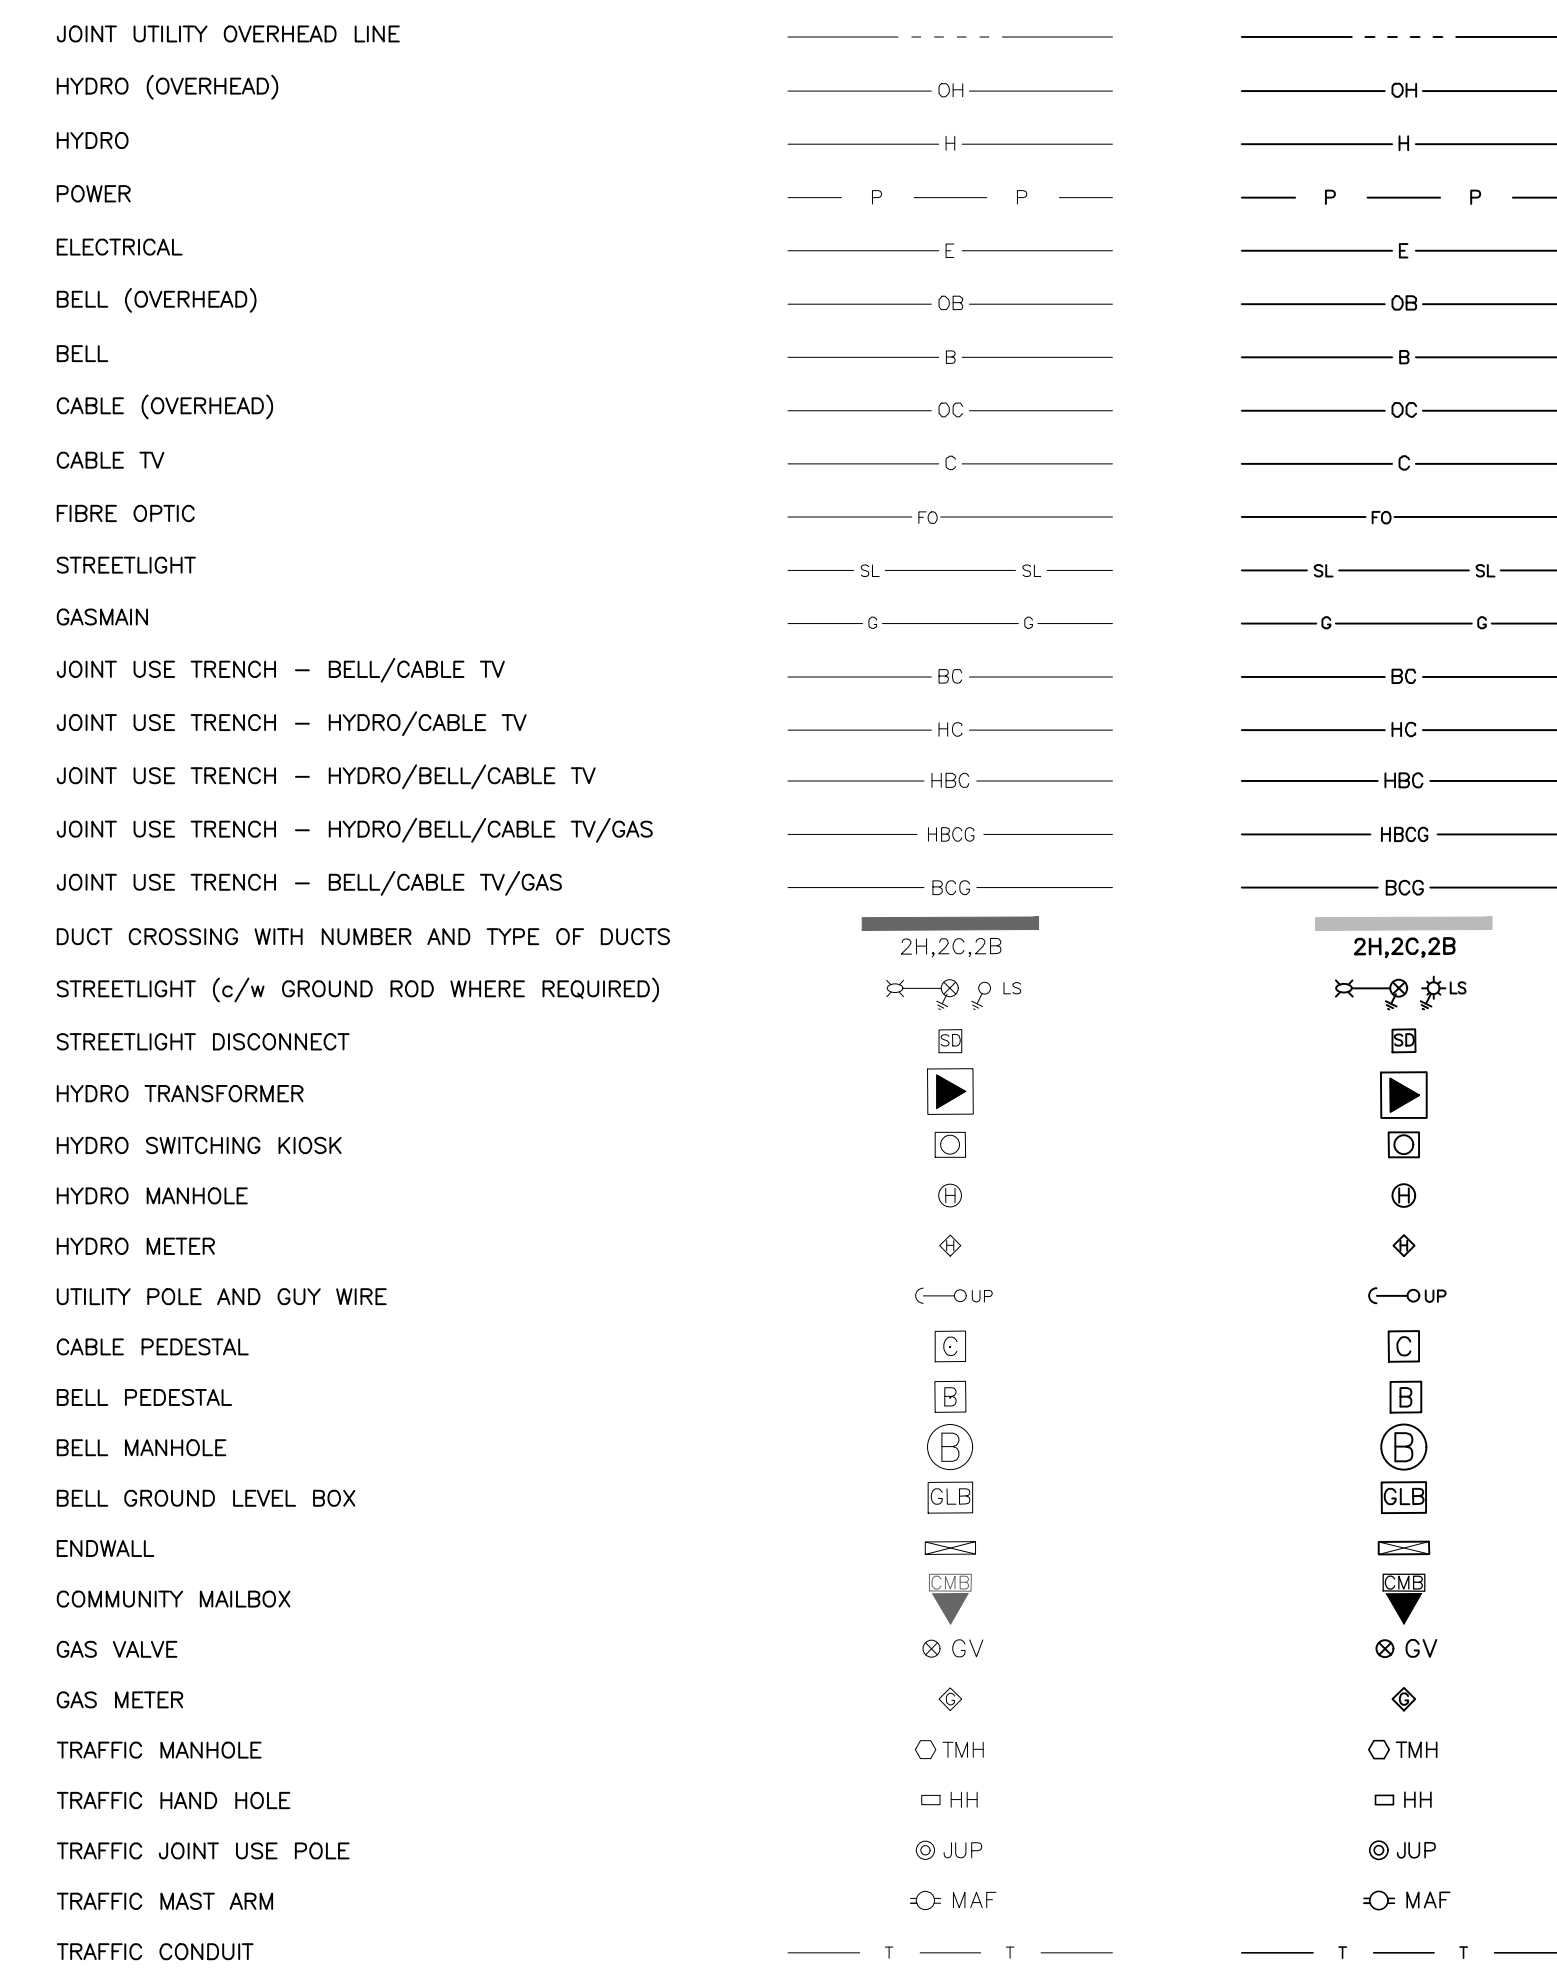 JOINT UTILITY OVERHEAD LINE
HYDRO (OVERHEAD) OH OH
HYDRO H H
POWER P P P P
ELECTRICAL E E
BELL (OVERHEAD) OB OB
BELL B B
CABLE (OVERHEAD) OC OC
CABLE TV C C
FIBRE OPTIC FO FO
STREETLIGHT SL SL SL SL
GASMAIN G G G G
JOINT USE TRENCH – BELL/CABLE TV BC BC
JOINT USE TRENCH – HYDRO/CABLE TV HC HC
JOINT USE TRENCH – HYDRO/BELL/CABLE TV HBC HBC
JOINT USE TRENCH – HYDRO/BELL/CABLE TV/GAS HBCG HBCG
JOINT USE TRENCH – BELL/CABLE TV/GAS BCG BCG
DUCT CROSSING WITH NUMBER AND TYPE OF DUCTS 2H,2C,2B 2H,2C,2B
STREETLIGHT (c/w GROUND ROD WHERE REQUIRED) LS LS
STREETLIGHT DISCONNECT SD SD
HYDRO TRANSFORMER
HYDRO SWITCHING KIOSK
HYDRO MANHOLE H H
HYDRO METER H H
UTILITY POLE AND GUY WIRE UP UP
CABLE PEDESTAL C C
BELL PEDESTAL B B
BELL MANHOLE B B
BELL GROUND LEVEL BOX GLB GLB
ENDWALL
COMMUNITY MAILBOX CMB CMB
GAS VALVE GV GV
GAS METER G G
TRAFFIC MANHOLE TMH TMH
TRAFFIC HAND HOLE HH HH
TRAFFIC JOINT USE POLE JUP JUP
TRAFFIC MAST ARM MAF MAF
TRAFFIC CONDUIT T T T T